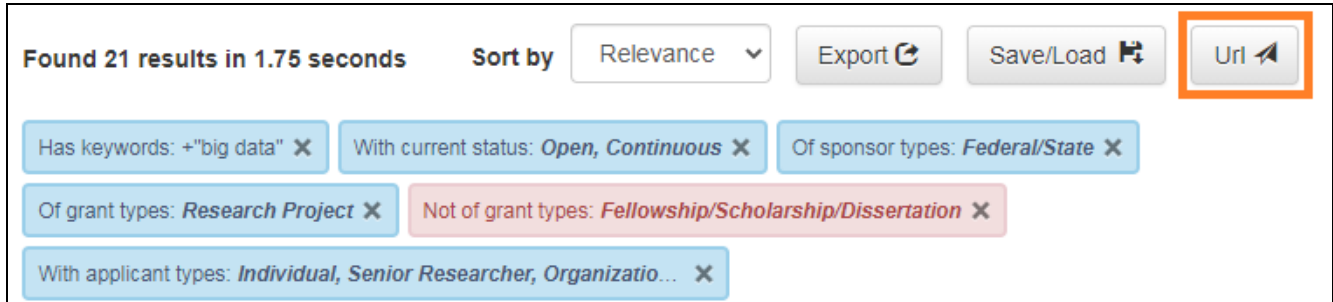 Found 21 results in 1.75 seconds Sort by Relevance Export Save/Load Url
Has keywords: +"big data" With current status: Open, Continuous Of sponsor types: Federal/State
Of grant types: Research Project Not of grant types: Fellowship/Scholarship/Dissertation
With applicant types: Individual, Senior Researcher, Organizatio...